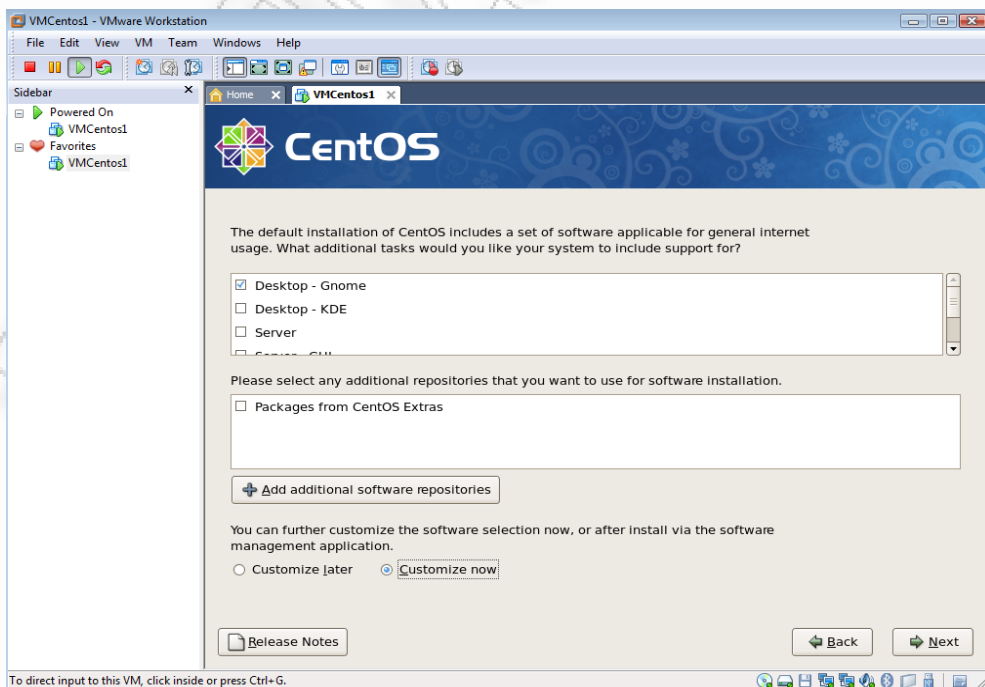 VMCentos1 - VMware Workstation
File Edit View VM Team Windows Help
Sidebar
Powered On
VMCentos1
Favorites
VMCentos1
Home
VMCentos1
CentOS
The default installation of CentOS includes a set of software applicable for general internet
usage. What additional tasks would you like your system to include support for?
Desktop - Gnome
Desktop - KDE
Server
Please select any additional repositories that you want to use for software installation.
Packages from CentOS Extras
Add additional software repositories
You can further customize the software selection now, or after install via the software
management application.
Customize later
Customize now
Release Notes
Back
Next
To direct input to this VM, click inside or press Ctrl+G.